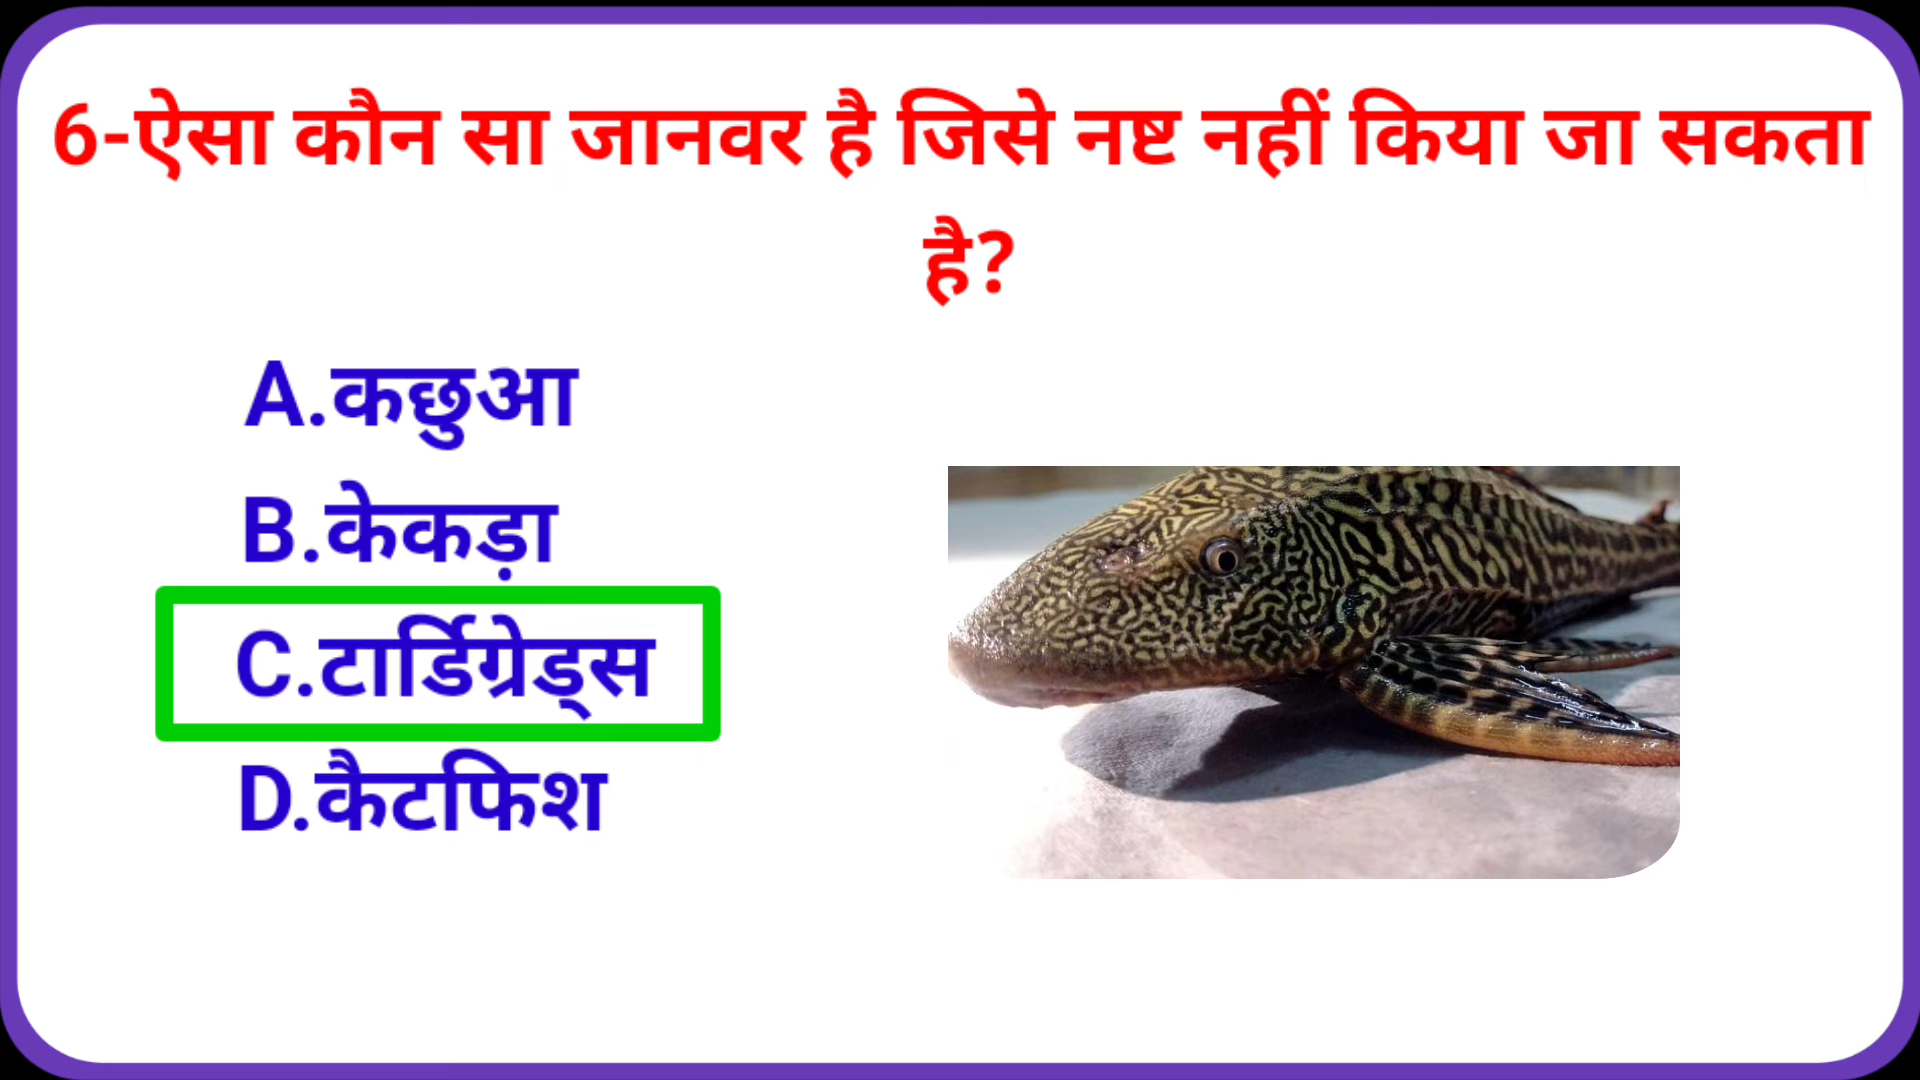 6-ऐसा कौन सा जानवर है जिसे नष्ट नहीं किया जा सकता
है?
A.कछुआ
B.केकड़ा
C.टार्डिग्रेड्स
D.कैटफिश